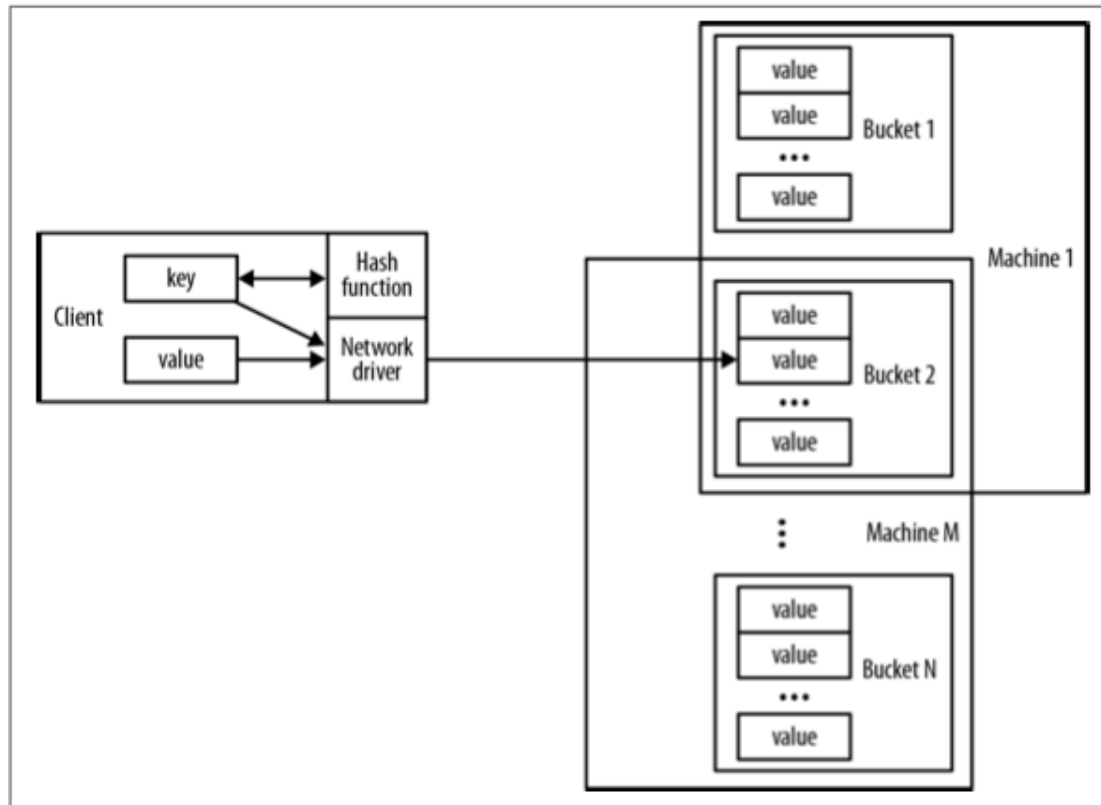 Client
key
value
Hash
function
Network
driver
value
value
...
value
Bucket 1
Machine 1
value
value
...
value
Bucket 2
Machine M
value
value
...
value
Bucket N